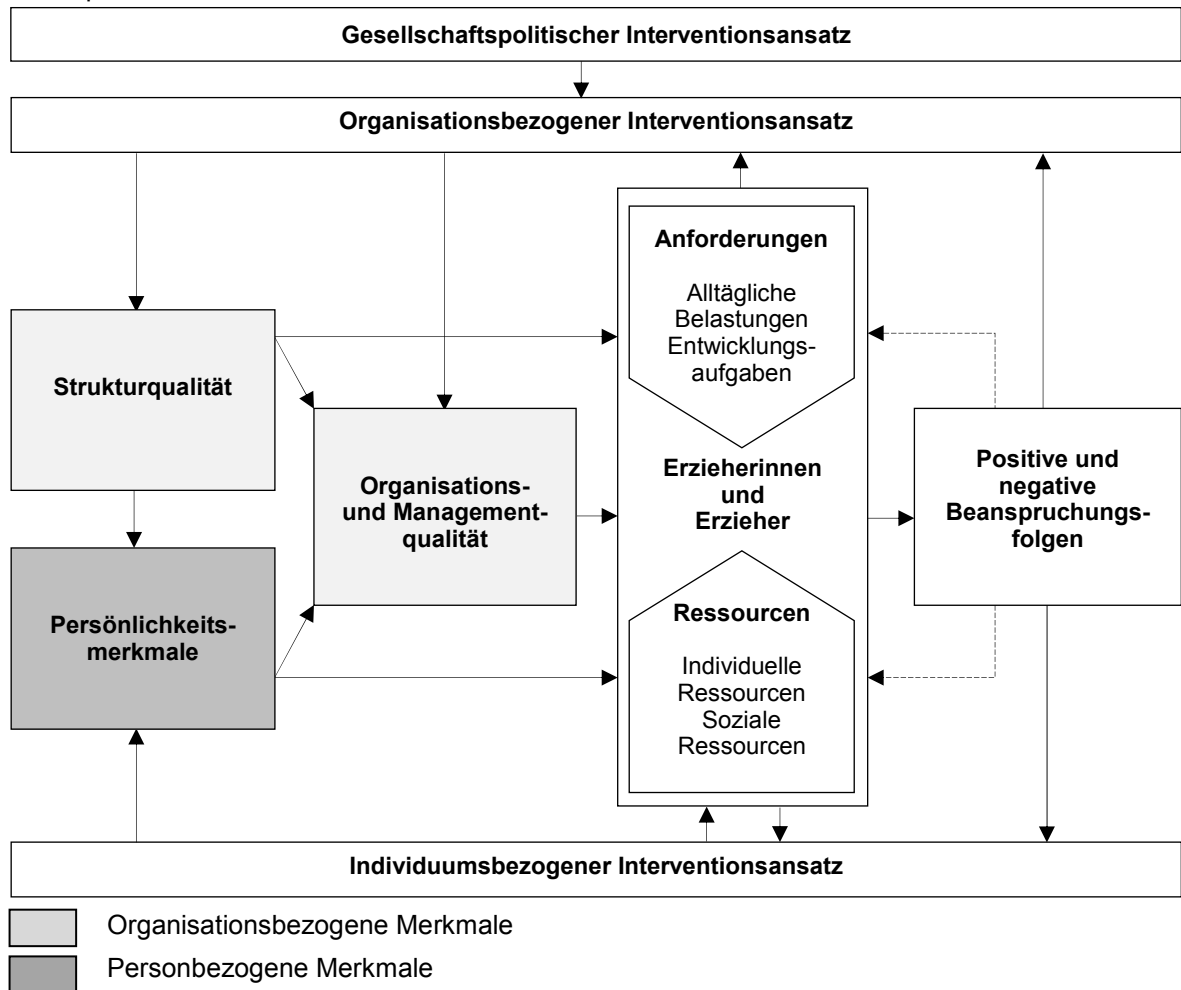 Gesellschaftspolitischer Interventionsansatz
Organisationsbezogener Interventionsansatz
Anforderungen
Alltägliche
Belastungen
Entwicklungs-
aufgaben
Strukturqualität
Organisations-
und Management-
qualität
Erzieherinnen
und
Erzieher
Positive und
negative
Beanspruchungs-
folgen
Persönlichkeits-
merkmale
Ressourcen
Individuelle
Ressourcen
Soziale
Ressourcen
Individuumsbezogener Interventionsansatz
Organisationsbezogene Merkmale
Personbezogene Merkmale